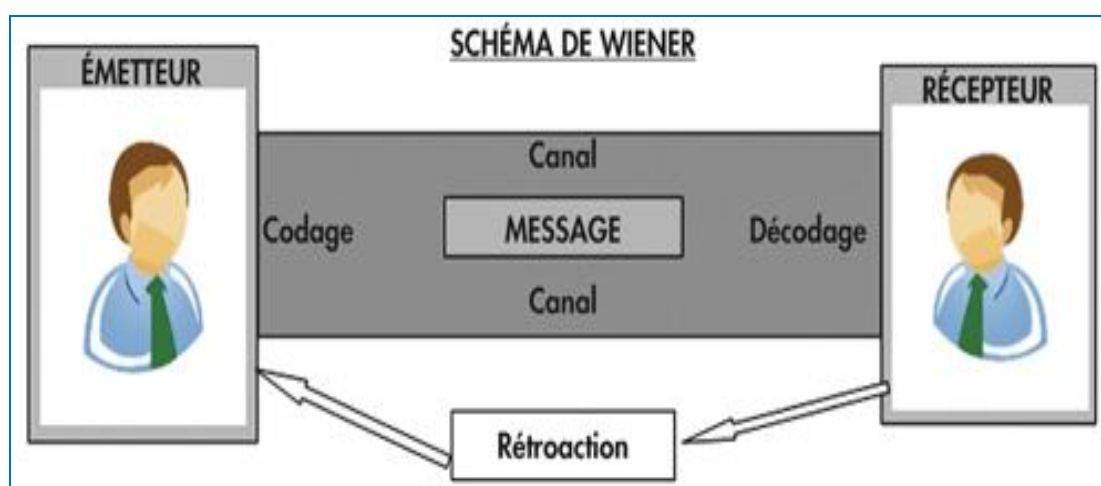 SCHÉMA DE WIENER
ÉMETTEUR
RÉCEPTEUR
Canal
Codage
MESSAGE
Décodage
Canal
Rétroaction